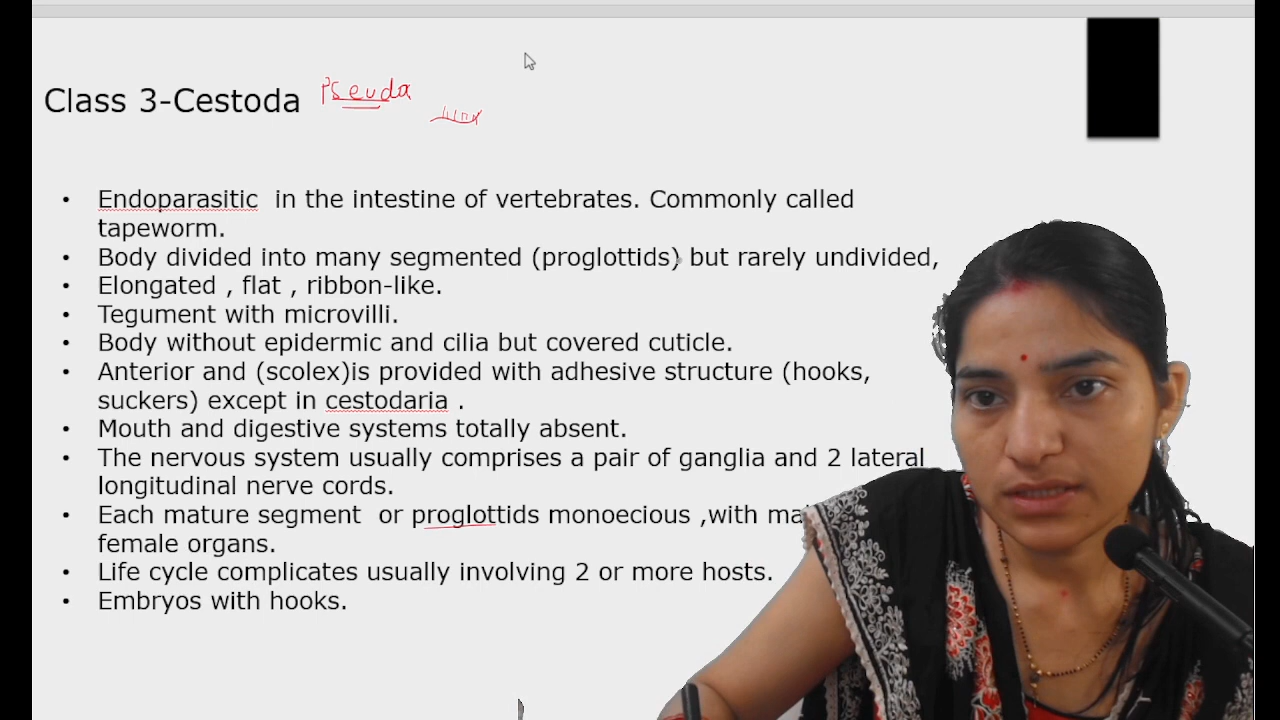 Class 3-Cestoda Pseuda
• Endoparasitic in the intestine of vertebrates. Commonly called
tapeworm.
• Body divided into many segmented (proglottids) but rarely undivided,
• Elongated , flat , ribbon-like.
• Tegument with microvilli.
• Body without epidermic and cilia but covered cuticle.
• Anterior and (scolex)is provided with adhesive structure (hooks,
suckers) except in cestodaria .
• Mouth and digestive systems totally absent.
• The nervous system usually comprises a pair of ganglia and 2 lateral
longitudinal nerve cords.
• Each mature segment or proglottids monoecious ,with
female organs.
• Life cycle complicates usually involving 2 or more hosts.
• Embryos with hooks.